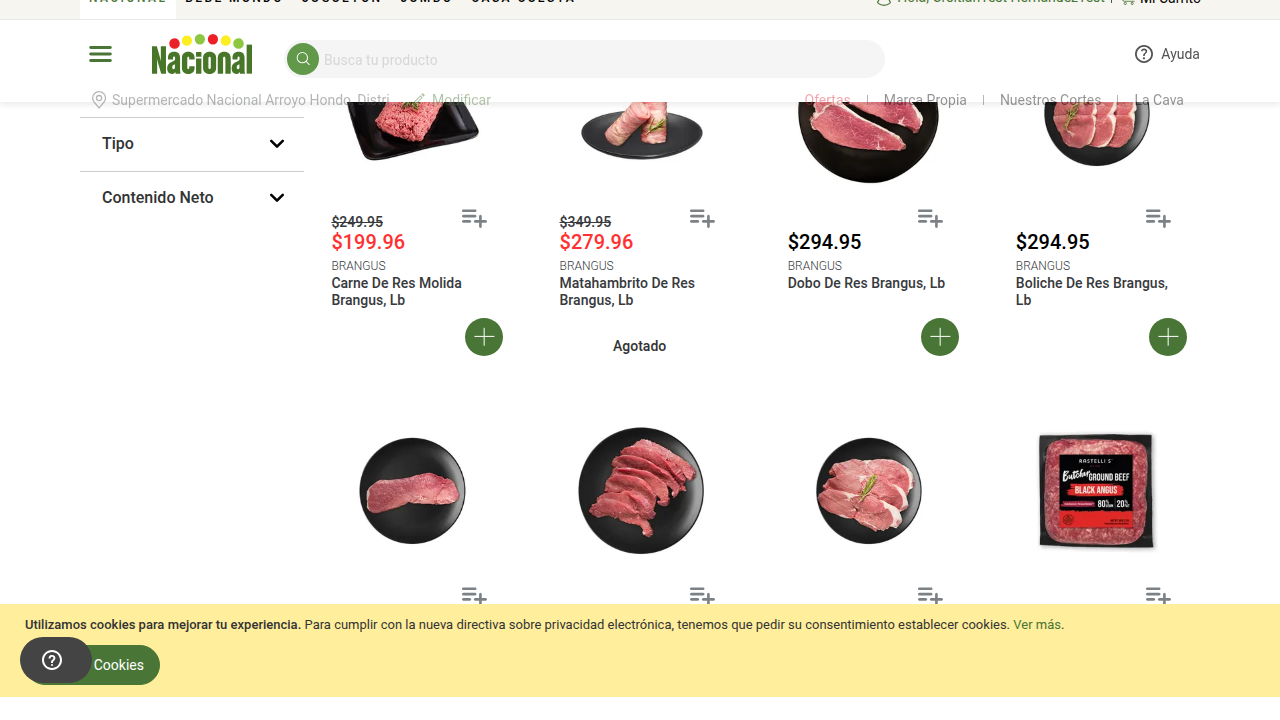 NACIONAL BEBE MUNDO JUGUETON JUMBO CASA CUESTA
Mi Carrito
Nacional
Busca tu producto
Ayuda
Supermercado Nacional Arroyo Hondo, Distri... Modificar
Ofertas | Marca Propia | Nuestros Cortes | La Cava
Tipo
Contenido Neto
$249.95
$199.96
BRANGUS
Carne De Res Molida
Brangus, Lb
$349.95
$279.96
BRANGUS
Matahambrito De Res
Brangus, Lb
Agotado
$294.95
BRANGUS
Dobo De Res Brangus, Lb
$294.95
BRANGUS
Boliche De Res Brangus,
Lb
RASTELLI'S
Butcher GROUND BEEF
BLACK ANGUS
80% 20%
Utilizamos cookies para mejorar tu experiencia. Para cumplir con la nueva directiva sobre privacidad electrónica, tenemos que pedir su consentimiento establecer cookies. Ver más.
Cookies